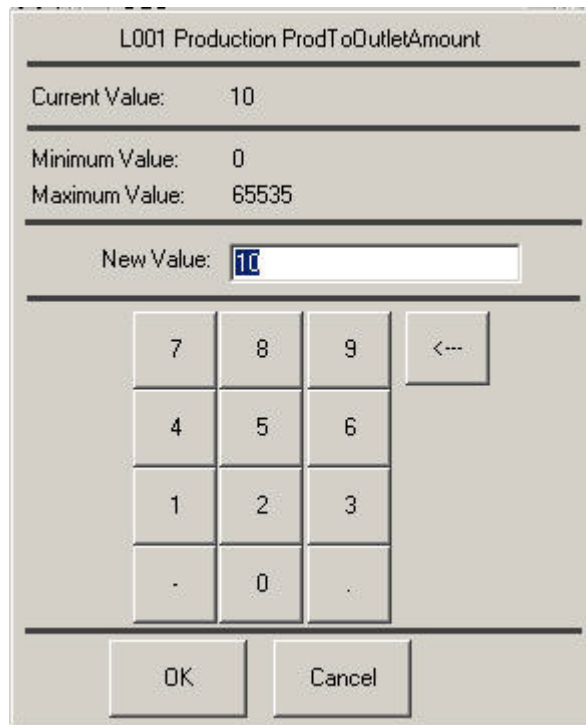 L001 Production ProdToOutletAmount
Current Value: 10
Minimum Value: 0
Maximum Value: 65535
New Value: 10
7 8 9 <---
4 5 6
1 2 3
- 0 .
OK Cancel